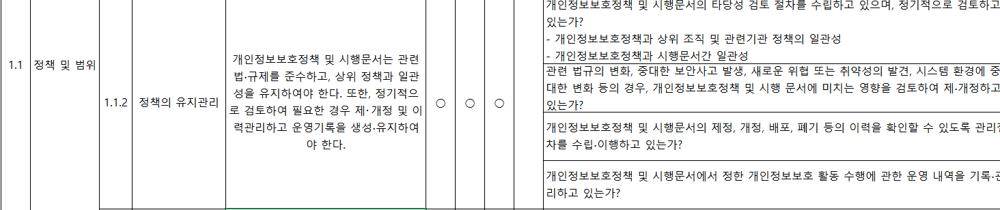 1.1
정책 및 범위
1.1.2
정책의 유지관리
개인정보보호정책 및 시행문서는 관련
법·규제를 준수하고, 상위 정책과 일관
성을 유지하여야 한다. 또한, 정기적으
로 검토하여 필요한 경우 제·개정 및 이
력관리하고 운영기록을 생성·유지하여
야 한다.
○ ○ ○
개인정보보호정책 및 시행문서의 타당성 검토 절차를 수립하고 있으며, 정기적으로 검토하고
있는가?
- 개인정보보호정책과 상위 조직 및 관련기관 정책의 일관성
- 개인정보보호정책과 시행문서간 일관성
관련 법규의 변화, 중대한 보안사고 발생, 새로운 위협 또는 취약성의 발견, 시스템 환경에 중
대한 변화 등의 경우, 개인정보보호정책 및 시행 문서에 미치는 영향을 검토하여 제·개정하고
있는가?
개인정보보호정책 및 시행문서의 제정, 개정, 배포, 폐기 등의 이력을 확인할 수 있도록 관리절
차를 수립·이행하고 있는가?
개인정보보호정책 및 시행문서에서 정한 개인정보보호 활동 수행에 관한 운영 내역을 기록·관
리하고 있는가?